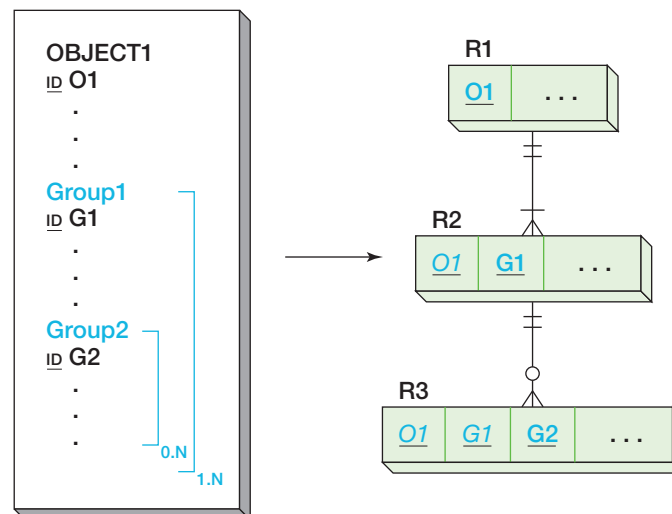 OBJECT1
ID O1
.
.
.
Group1
ID G1
.
.
.
Group2
ID G2
.
.
.
0.N
1.N
R1
O1 ...
R2
O1 G1 ...
R3
O1 G1 G2 ...